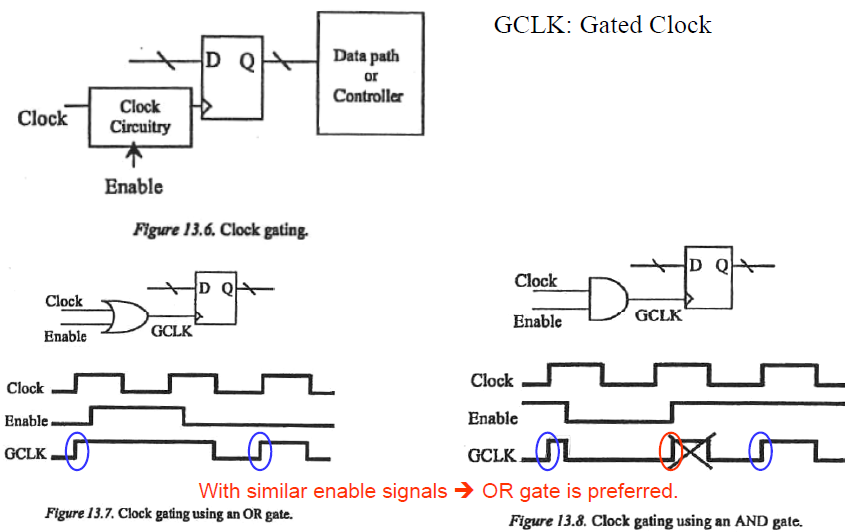 GCLK: Gated Clock
D Q
Data path
or
Controller
Clock
Clock
Circuitry
Enable
Figure 13.6. Clock gating.
Clock
Enable
GCLK
D Q
Clock
Enable
GCLK
D Q
Clock
Enable
GCLK
Clock
Enable
GCLK
With similar enable signals ➔ OR gate is preferred.
Figure 13.7. Clock gating using an OR gate.
Figure 13.8. Clock gating using an AND gate.